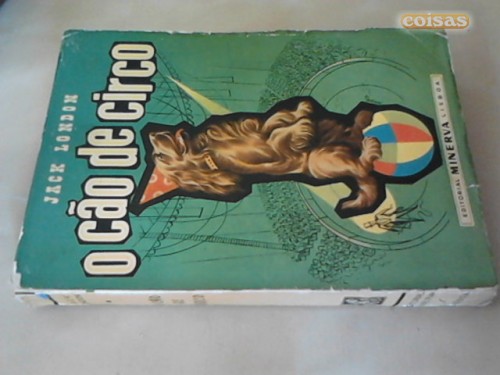 coisas
JACK LONDON
o cão de circo
EDITORIAL MINERVA LISBOA